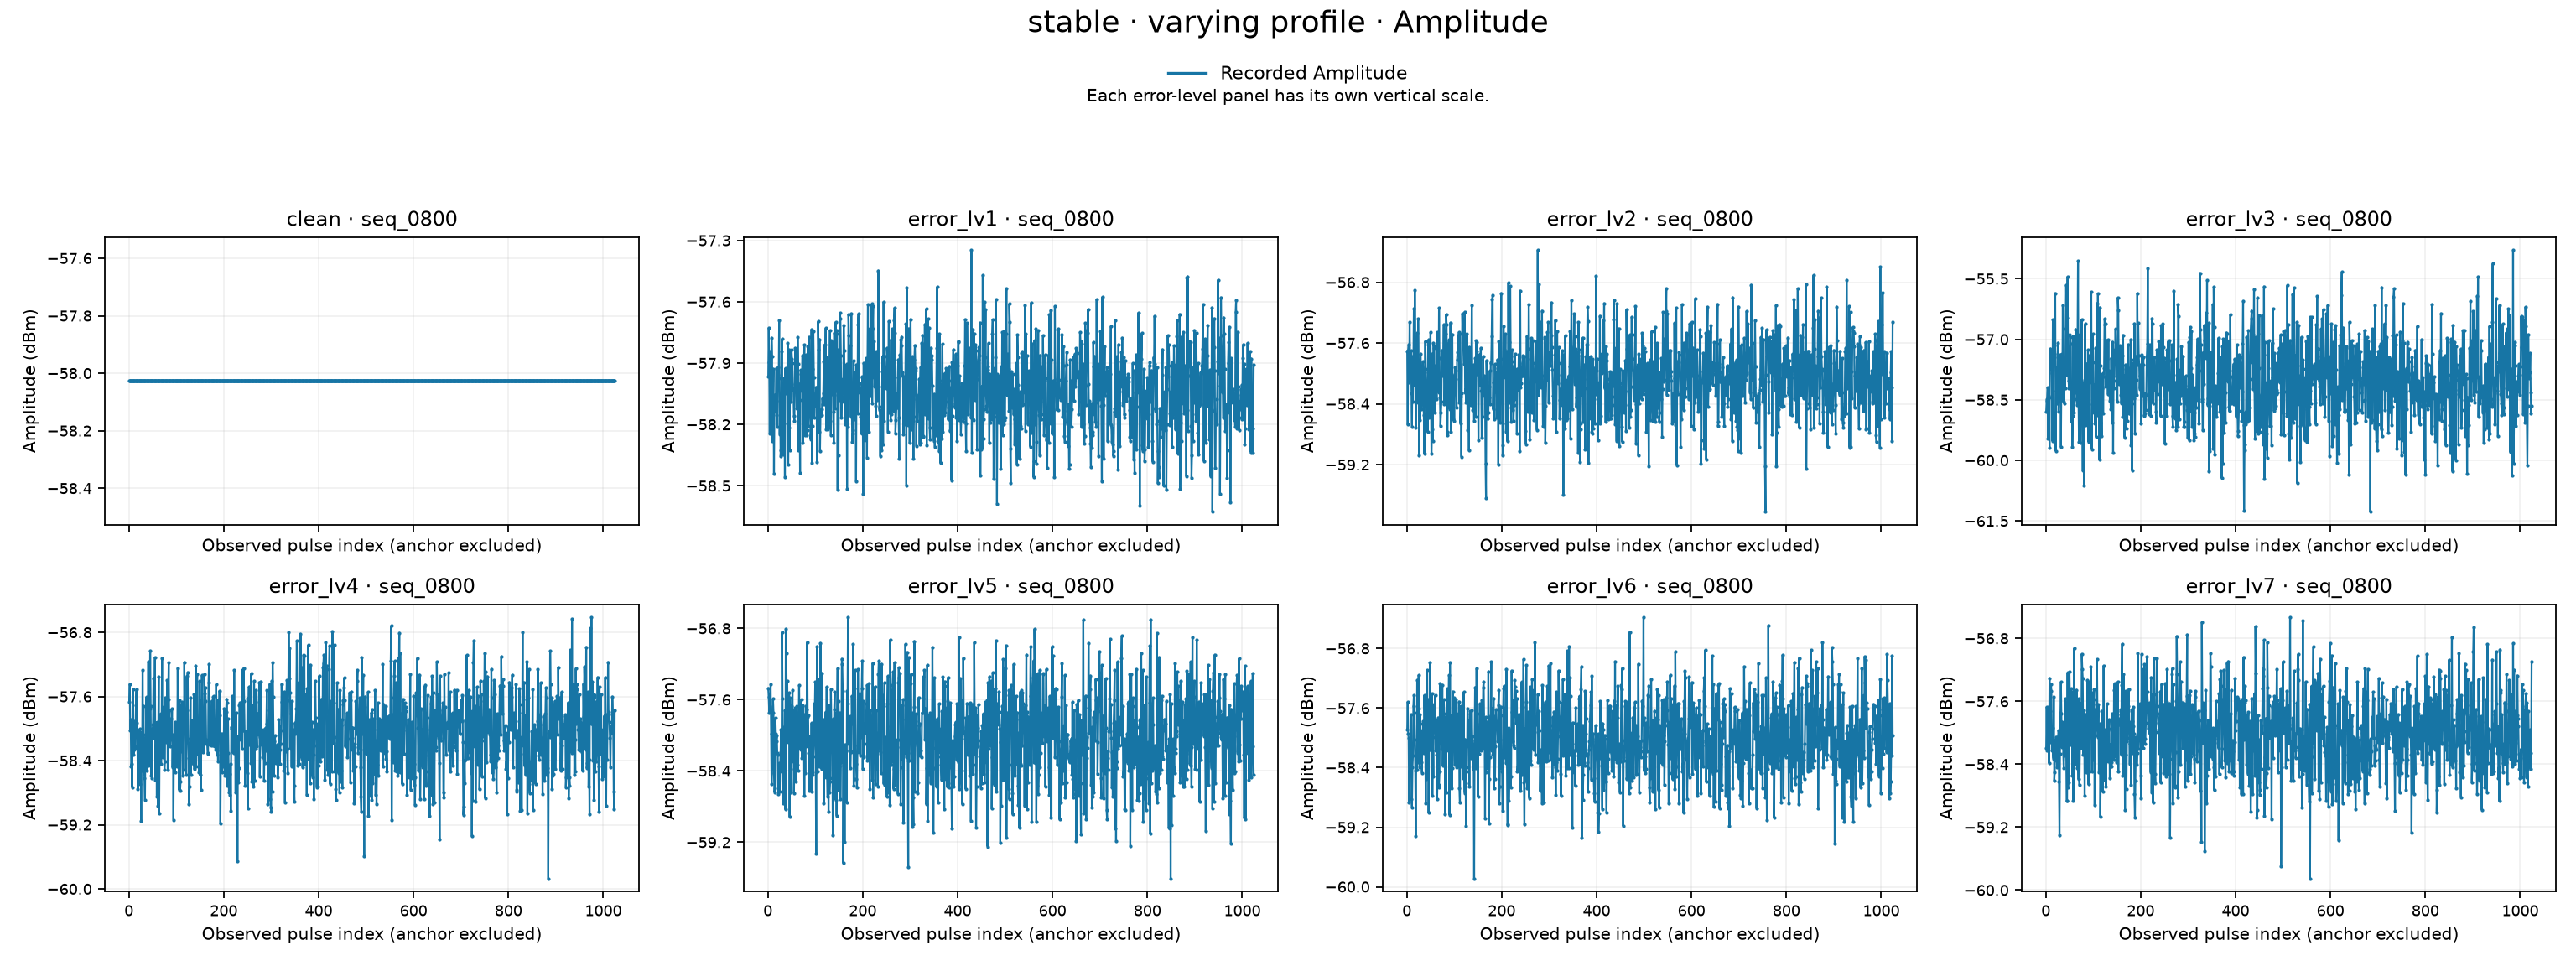 stable · varying profile · Amplitude
Recorded Amplitude
Each error-level panel has its own vertical scale.
clean · seq_0800
Amplitude (dBm)
−57.6
−57.8
−58.0
−58.2
−58.4
Observed pulse index (anchor excluded)
error_lv1 · seq_0800
Amplitude (dBm)
−57.3
−57.6
−57.9
−58.2
−58.5
Observed pulse index (anchor excluded)
error_lv2 · seq_0800
Amplitude (dBm)
−56.8
−57.6
−58.4
−59.2
Observed pulse index (anchor excluded)
error_lv3 · seq_0800
Amplitude (dBm)
−55.5
−57.0
−58.5
−60.0
−61.5
Observed pulse index (anchor excluded)
error_lv4 · seq_0800
Amplitude (dBm)
−56.8
−57.6
−58.4
−59.2
−60.0
0 200 400 600 800 1000
Observed pulse index (anchor excluded)
error_lv5 · seq_0800
Amplitude (dBm)
−56.8
−57.6
−58.4
−59.2
0 200 400 600 800 1000
Observed pulse index (anchor excluded)
error_lv6 · seq_0800
Amplitude (dBm)
−56.8
−57.6
−58.4
−59.2
−60.0
0 200 400 600 800 1000
Observed pulse index (anchor excluded)
error_lv7 · seq_0800
Amplitude (dBm)
−56.8
−57.6
−58.4
−59.2
−60.0
0 200 400 600 800 1000
Observed pulse index (anchor excluded)